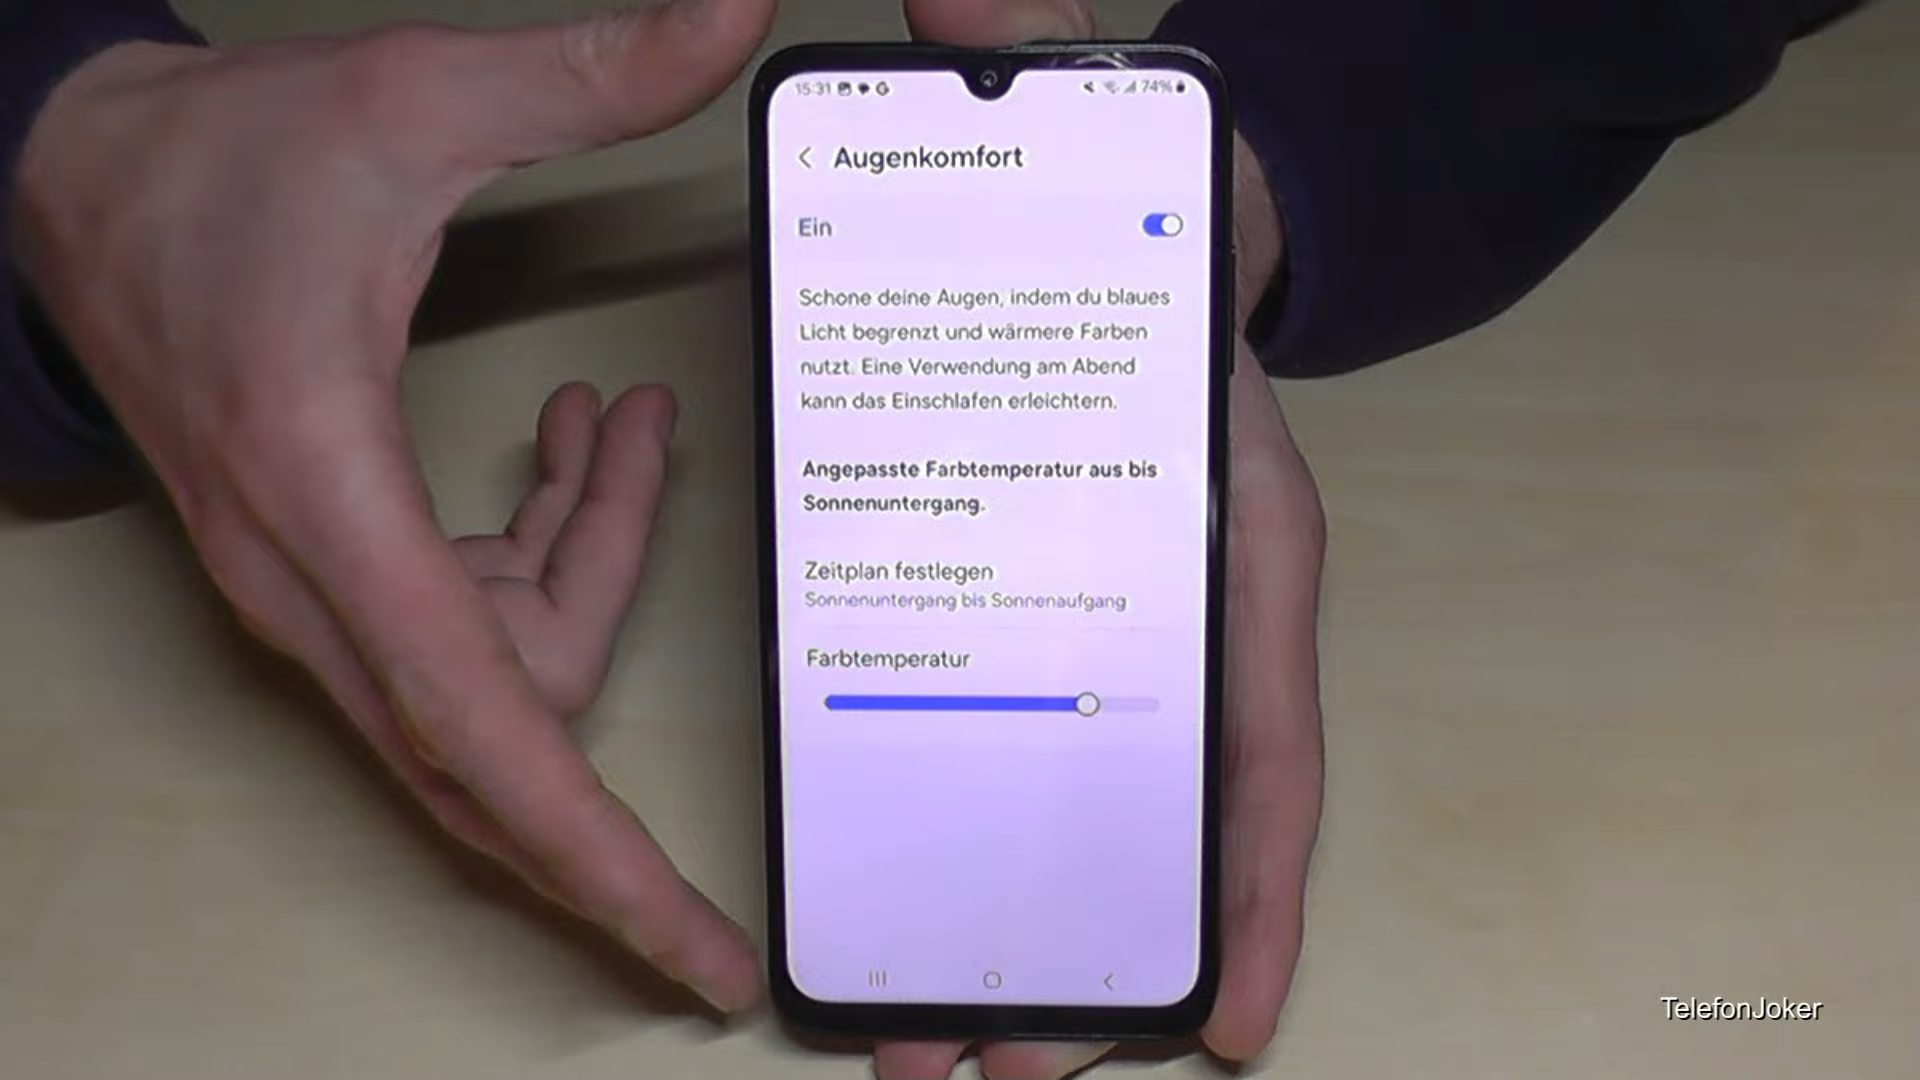 15:31
74%
Augenkomfort
Ein
Schone deine Augen, indem du blaues
Licht begrenzt und wärmere Farben
nutzt. Eine Verwendung am Abend
kann das Einschlafen erleichtern.
Angepasste Farbtemperatur aus bis
Sonnenuntergang.
Zeitplan festlegen
Sonnenuntergang bis Sonnenaufgang
Farbtemperatur
TelefonJoker